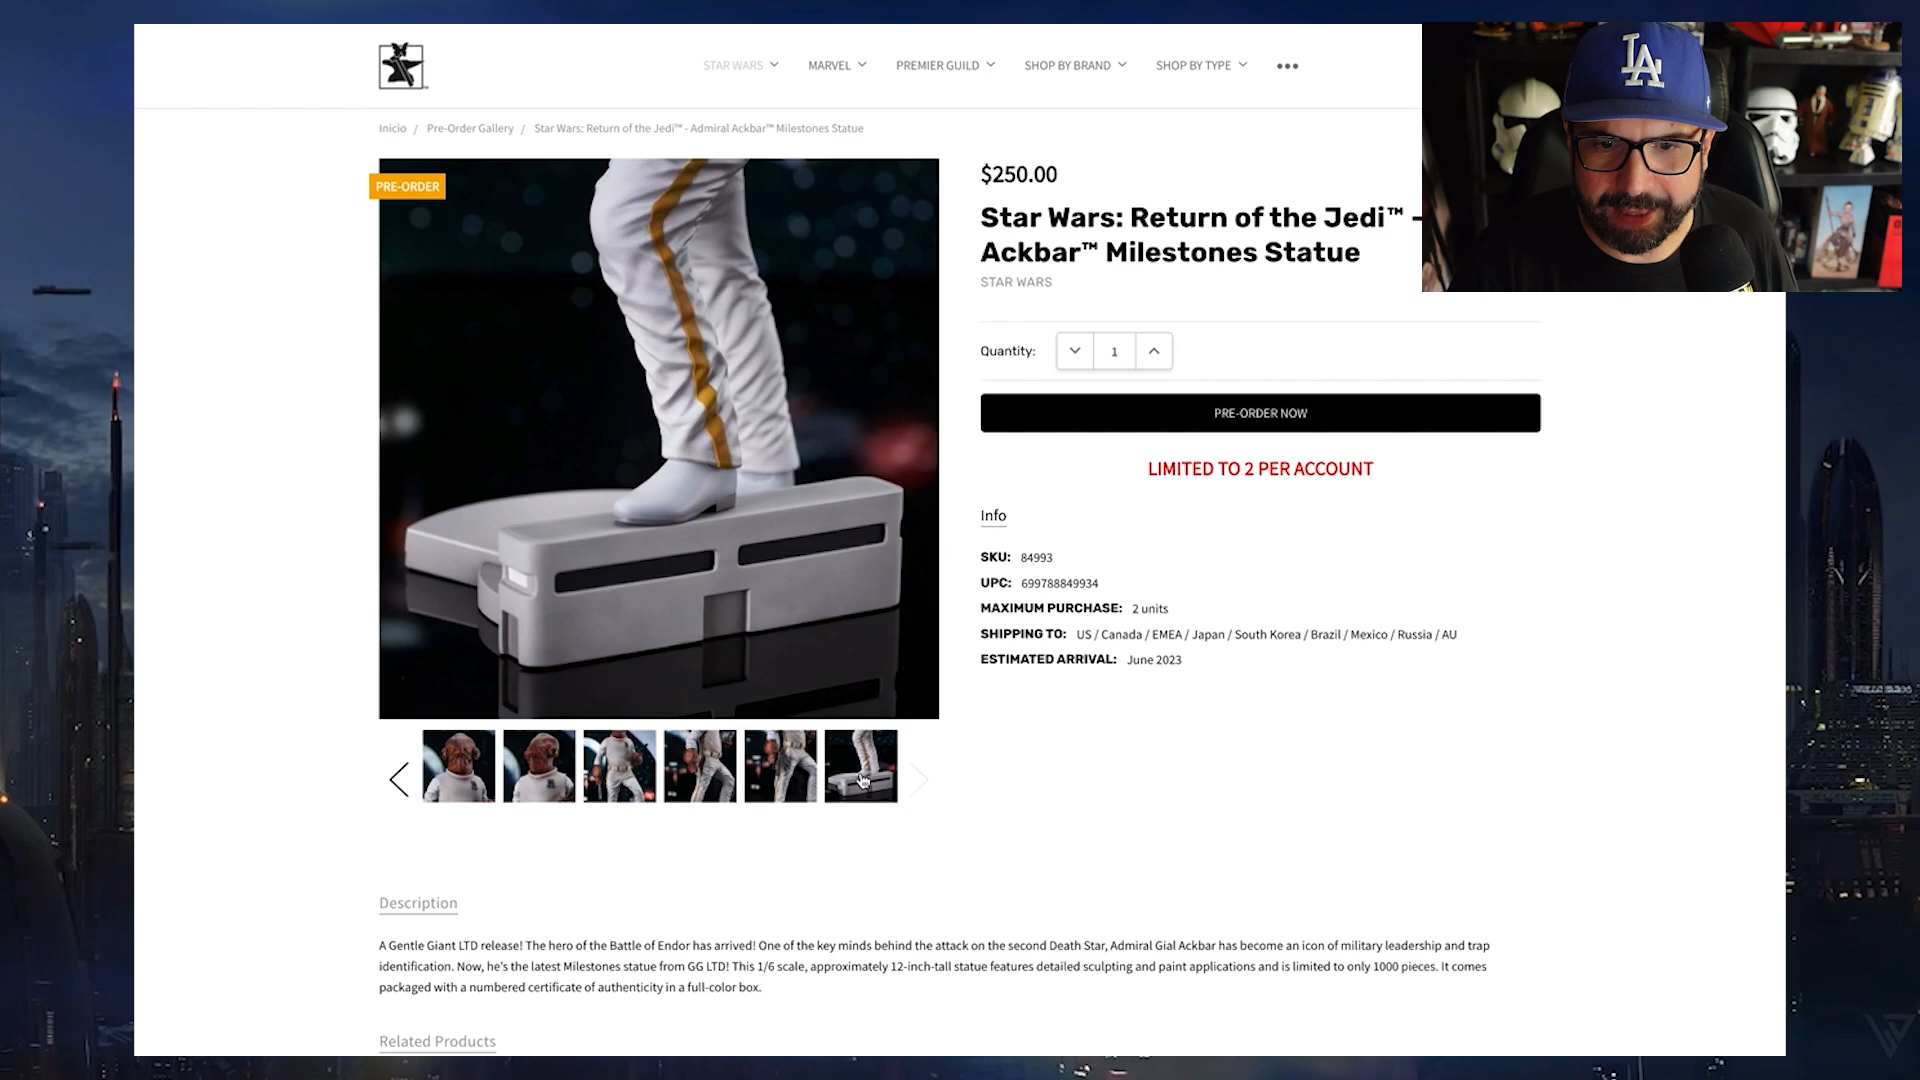 STAR WARS MARVEL PREMIER GUILD SHOP BY BRAND SHOP BY TYPE
Inicio / Pre-Order Gallery / Star Wars: Return of the Jedi™ - Admiral Ackbar™ Milestones Statue
PRE-ORDER
$250.00
Star Wars: Return of the Jedi™ -
Ackbar™ Milestones Statue
STAR WARS
Quantity: 1
PRE-ORDER NOW
LIMITED TO 2 PER ACCOUNT
Info
SKU: 84993
UPC: 699788849934
MAXIMUM PURCHASE: 2 units
SHIPPING TO: US / Canada / EMEA / Japan / South Korea / Brazil / Mexico / Russia / AU
ESTIMATED ARRIVAL: June 2023
LA
Description
A Gentle Giant LTD release! The hero of the Battle of Endor has arrived! One of the key minds behind the attack on the second Death Star, Admiral Gial Ackbar has become an icon of military leadership and trap
identification. Now, he's the latest Milestones statue from GG LTD! This 1/6 scale, approximately 12-inch-tall statue features detailed sculpting and paint applications and is limited to only 1000 pieces. It comes
packaged with a numbered certificate of authenticity in a full-color box.
Related Products